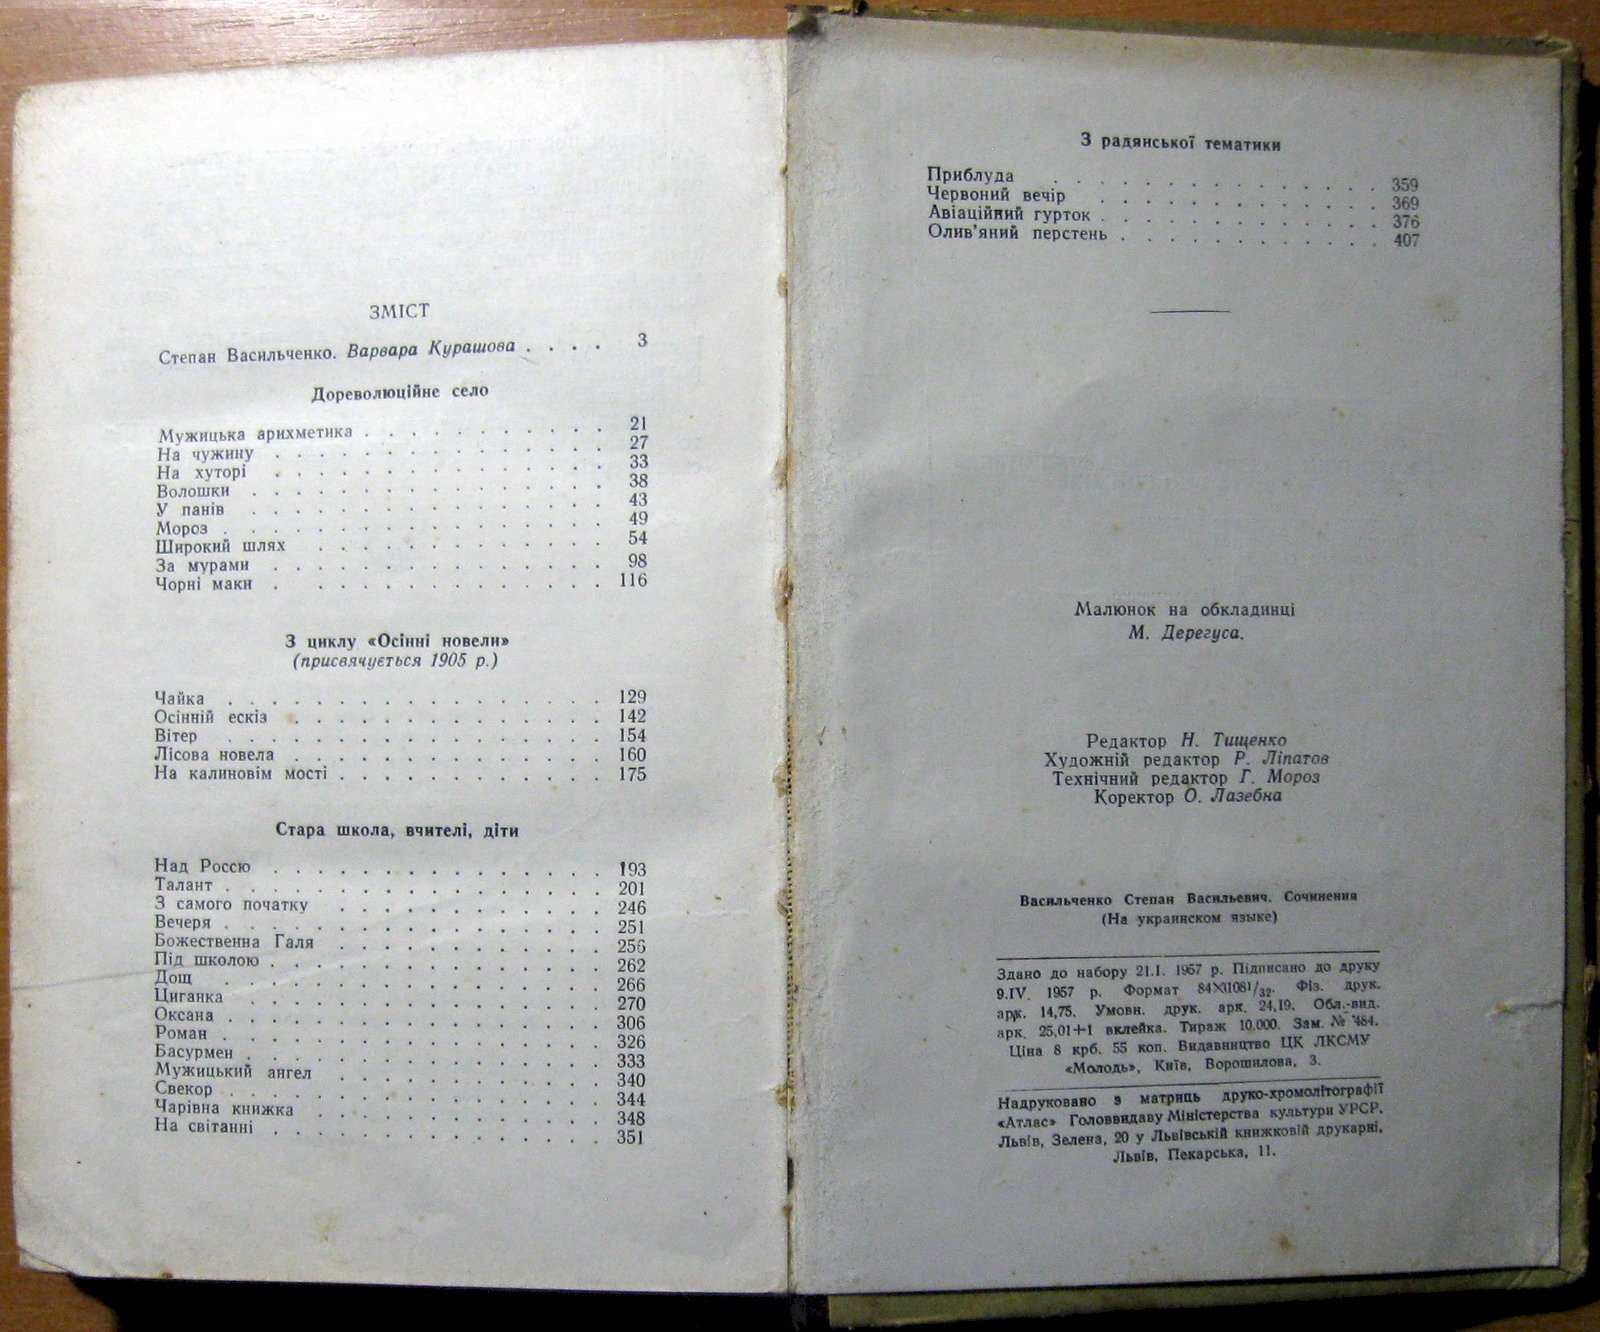 ЗМІСТ
Степан Васильченко. Варвара Курашова . . . . 3
Дореволюційне село
Мужицька арихметика . . . . . . . . . . . 21
На чужину . . . . . . . . . . . . . . . 27
На хуторі . . . . . . . . . . . . . . . 33
Волошки . . . . . . . . . . . . . . . . 38
У панів . . . . . . . . . . . . . . . . 43
Мороз . . . . . . . . . . . . . . . . . 49
Широкий шлях . . . . . . . . . . . . . 54
За мурами . . . . . . . . . . . . . . . 98
Чорні маки . . . . . . . . . . . . . . 116
З циклу «Осінні новели»
(присвячується 1905 р.)
Чайка . . . . . . . . . . . . . . . . . 129
Осінній ескіз . . . . . . . . . . . . . . 142
Вітер . . . . . . . . . . . . . . . . . 154
Лісова новела . . . . . . . . . . . . . . 160
На калиновім мості . . . . . . . . . . . . 175
Стара школа, вчителі, діти
Над Россю . . . . . . . . . . . . . . . 193
Талант . . . . . . . . . . . . . . . . . 201
З самого початку . . . . . . . . . . . . 246
Вечеря . . . . . . . . . . . . . . . . . 251
Божественна Галя . . . . . . . . . . . . 256
Під школою . . . . . . . . . . . . . . . 262
Дощ . . . . . . . . . . . . . . . . . 266
Циганка . . . . . . . . . . . . . . . . 270
Оксана . . . . . . . . . . . . . . . . . 306
Роман . . . . . . . . . . . . . . . . . 326
Басурмен . . . . . . . . . . . . . . . . 333
Мужицький ангел . . . . . . . . . . . . 340
Свекор . . . . . . . . . . . . . . . . . 344
Чарівна книжка . . . . . . . . . . . . . 348
На світанні . . . . . . . . . . . . . . . 351
З радянської тематики
Приблуда . . . . . . . . . . . . . . . 359
Червоний вечір . . . . . . . . . . . . . 369
Авіаційний гурток . . . . . . . . . . . . . 376
Олив'яний перстень . . . . . . . . . . . . 407
Малюнок на обкладинці
М. Дерегуса.
Редактор Н. Тищенко
Художній редактор Р. Ліпатов
Технічний редактор Г. Мороз
Коректор О. Лазебна
Васильченко Степан Васильевич. Сочинения
(На украинском языке)
Здано до набору 21.I. 1957 р. Підписано до друку
9.IV. 1957 р. Формат 84X1081/32. Фіз. друк.
арк. 14,75. Умовн. друк. арк. 24,19. Обл.-вид.
арк. 25,01+1 вклейка. Тираж 10.000. Зам. № 484.
Ціна 8 крб. 55 коп. Видавництво ЦК ЛКСМУ
«Молодь», Київ, Ворошилова, 3.
Надруковано з матриць друко-хромолітографії
«Атлас» Головвидаву Міністерства культури УРСР.
Львів, Зелена, 20 у Львівській книжковій друкарні,
Львів, Пекарська, 11.